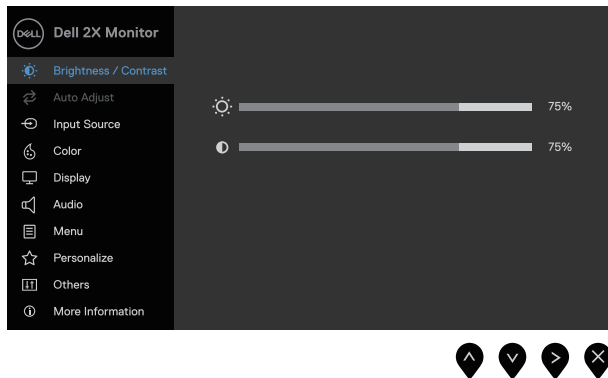 DELL Dell 2X Monitor
Brightness / Contrast
Auto Adjust
75%
Input Source
Color
75%
Display
Audio
Menu
Personalize
Others
More Information